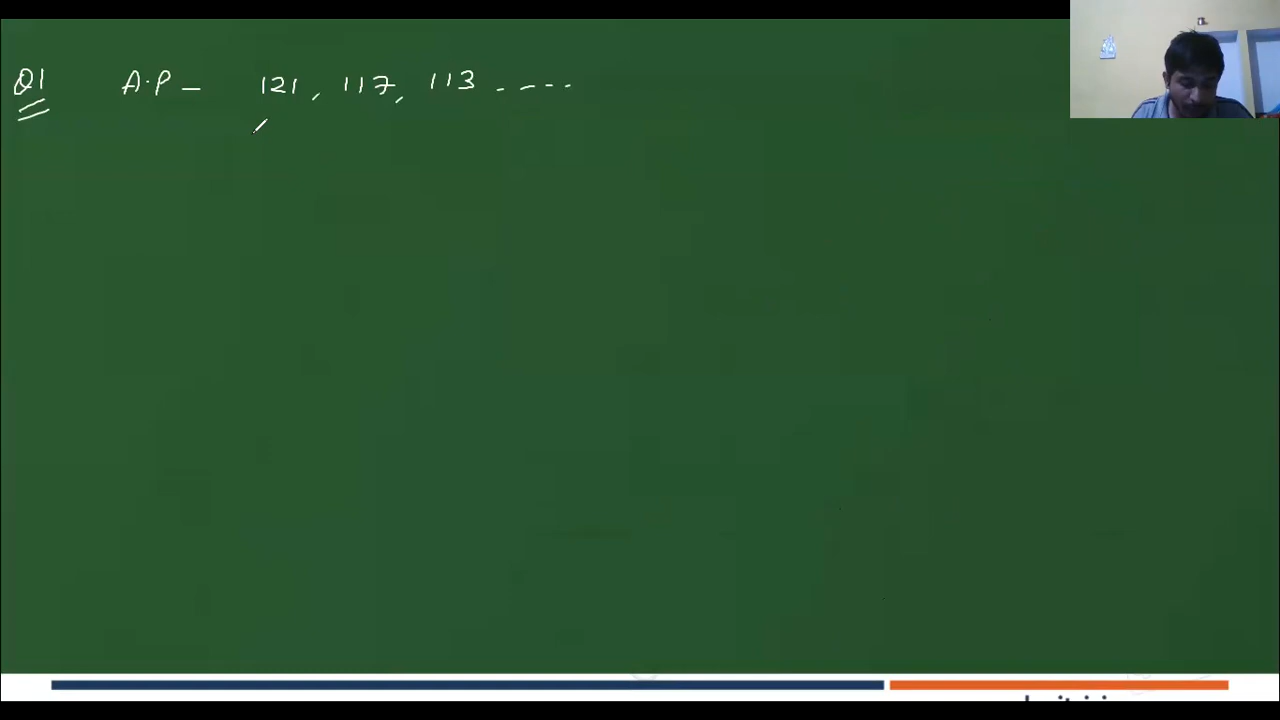 Q1 A.P - 121, 117, 113 . ----